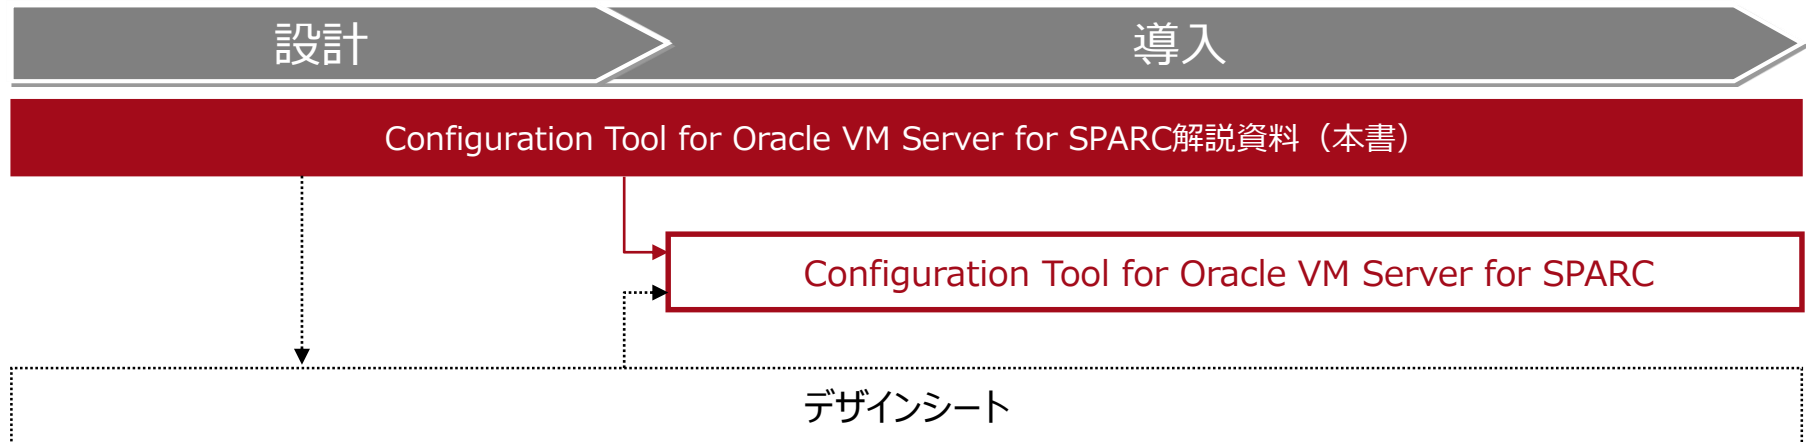 設計
導入
Configuration Tool for Oracle VM Server for SPARC解説資料（本書）
Configuration Tool for Oracle VM Server for SPARC
デザインシート